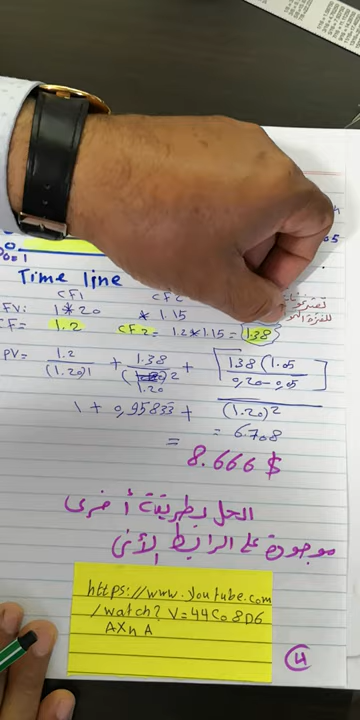 Time line
CF1
FV: 1*20 * 1.15
CF= 1.2 CF2= 1.2*1.15= 1.38
PV= 1.2/(1.20)1 + 1.38/(1.20)2 + [1.38 (1.05)/0,20-0,05]/(1.20)2
1 + 0,95833 + = 6.708
=
8.666 $
الحل بطريقة أخرى
موجودة على الرابط الأتى
https://www.youtube.com
/watch? V=44Co8D6
AXnA
4